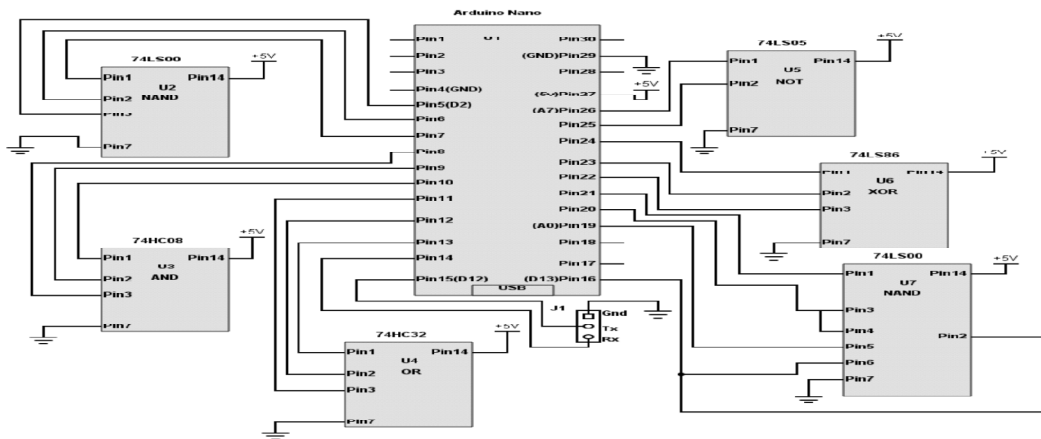 Arduino Nano
U1
Pin1
Pin2
Pin3
Pin4(GND)
Pin5(D2)
Pin6
Pin7
Pin8
Pin9
Pin10
Pin11
Pin12
Pin13
Pin14
Pin15(D12)
Pin30
(GND)Pin29
Pin28
(A7)Pin26
Pin25
Pin24
Pin23
Pin22
Pin21
Pin20
(A0)Pin19
Pin18
Pin17
(D13)Pin16
USB
+5V
74LS00
+5V
Pin1
U2
Pin14
Pin2
NAND
Pin7
74HC08
+5V
Pin1
U3
Pin14
Pin2
AND
Pin3
Pin7
74HC32
+5V
Pin1
U4
Pin14
Pin2
OR
Pin3
Pin7
J1
Gnd
Tx
Rx
74LS05
+5V
Pin1
U5
Pin14
Pin2
NOT
Pin7
74LS86
+5V
U6
Pin14
Pin2
XOR
Pin3
Pin7
74LS00
+5V
Pin1
U7
Pin14
NAND
Pin3
Pin4
Pin2
Pin5
Pin6
Pin7